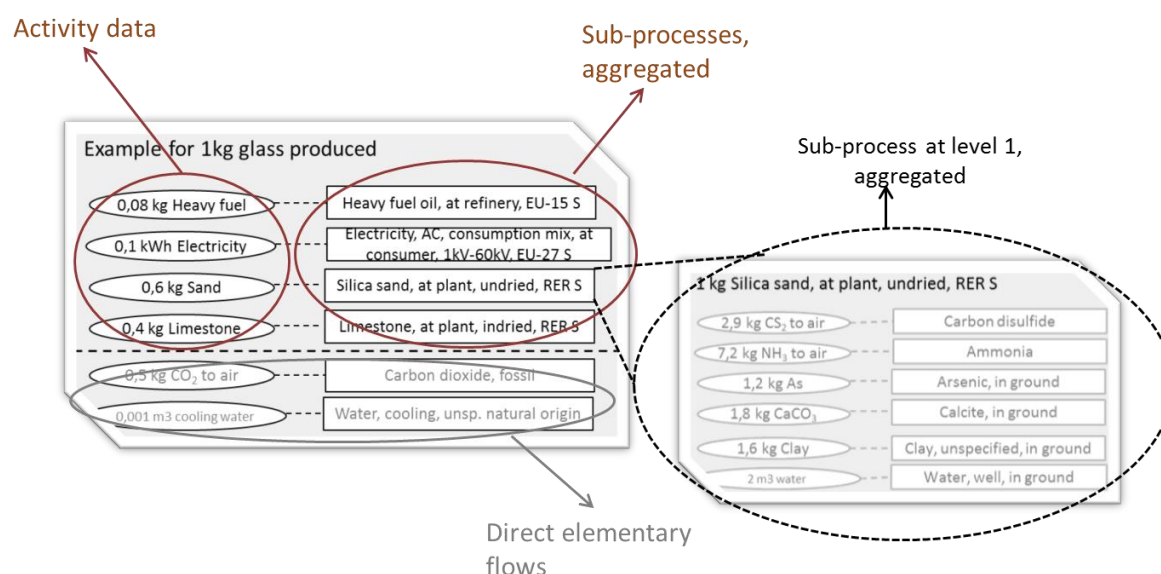 Activity data
Sub-processes,
aggregated
Example for 1kg glass produced
0,08 kg Heavy fuel
Heavy fuel oil, at refinery, EU-15 S
0,1 kWh Electricity
Electricity, AC, consumption mix, at
consumer, 1kV-60kV, EU-27 S
0,6 kg Sand
Silica sand, at plant, undried, RER S
0,4 kg Limestone
Limestone, at plant, indried, RER S
0,5 kg CO₂ to air
Carbon dioxide, fossil
0,001 m3 cooling water
Water, cooling, unsp. natural origin
Direct elementary
flows
Sub-process at level 1,
aggregated
1 kg Silica sand, at plant, undried, RER S
2,9 kg CS₂ to air
Carbon disulfide
7,2 kg NH₃ to air
Ammonia
1,2 kg As
Arsenic, in ground
1,8 kg CaCO₃
Calcite, in ground
1,6 kg Clay
Clay, unspecified, in ground
2 m3 water
Water, well, in ground